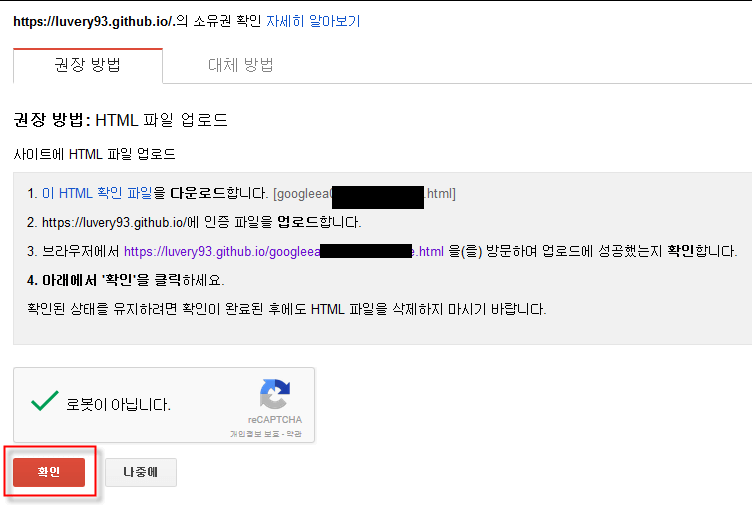 https://luvery93.github.io/.의 소유권 확인 자세히 알아보기
권장 방법 대체 방법
권장 방법: HTML 파일 업로드
사이트에 HTML 파일 업로드
1. 이 HTML 확인 파일을 다운로드합니다. [googleea .html]
2. https://luvery93.github.io/에 인증 파일을 업로드합니다.
3. 브라우저에서 https://luvery93.github.io/googleea e.html 을(를) 방문하여 업로드에 성공했는지 확인합니다.
4. 아래에서 '확인'을 클릭하세요.
확인된 상태를 유지하려면 확인이 완료된 후에도 HTML 파일을 삭제하지 마시기 바랍니다.
로봇이 아닙니다.
reCAPTCHA
개인정보 보호 - 약관
확인 나중에